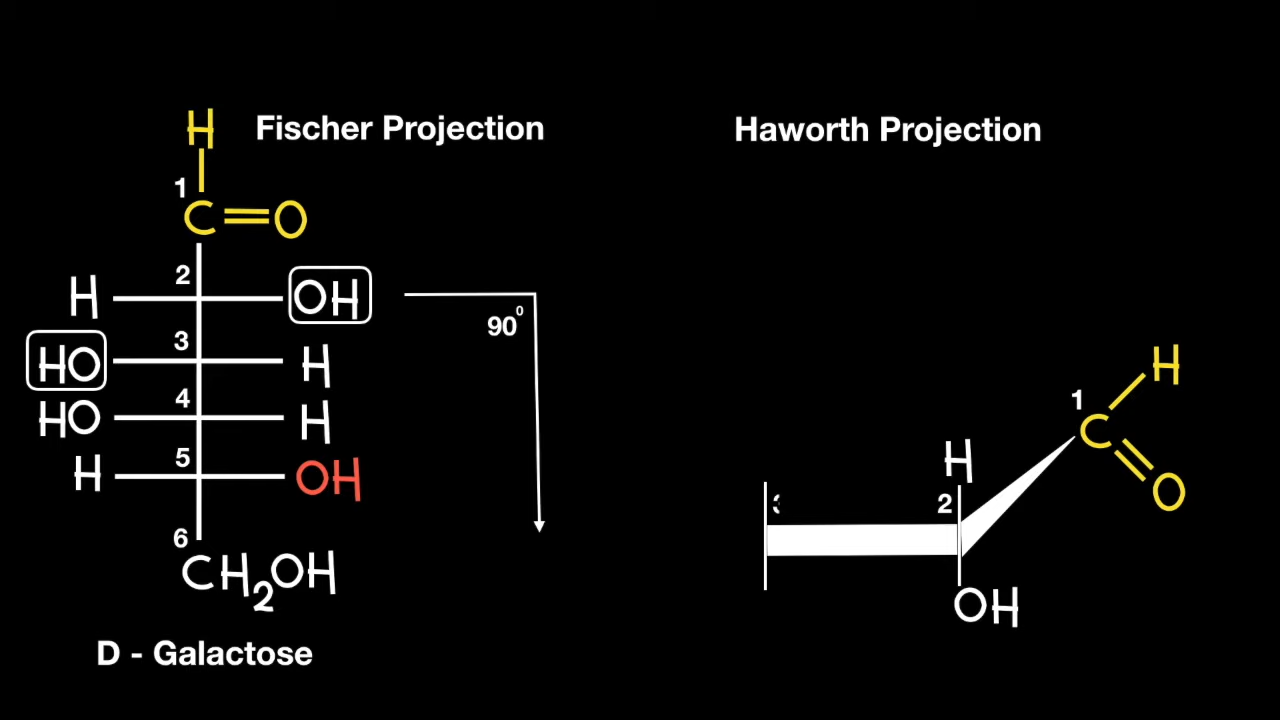 Fischer Projection
H
1
C=O
2
H OH
3
HO H
4
HO H
5
H OH
6
CH2OH
D - Galactose
90⁰
Haworth Projection
H
1
C
O
H
2
OH